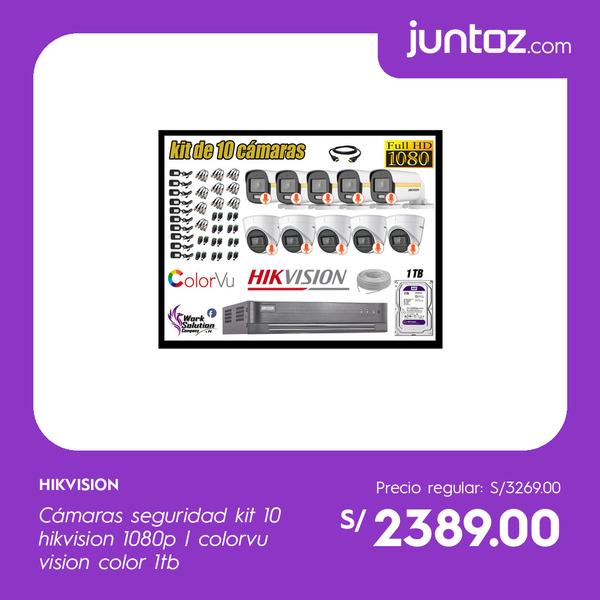 juntoz.com
kit de 10 cámaras
Full HD
1080
ColorVu
HIKVISION
1 TB
Work
Solution
Company
HIKVISION
Cámaras seguridad kit 10
hikvision 1080p | colorvu
vision color 1tb
Precio regular: S/3269.00
S/ 2389.00